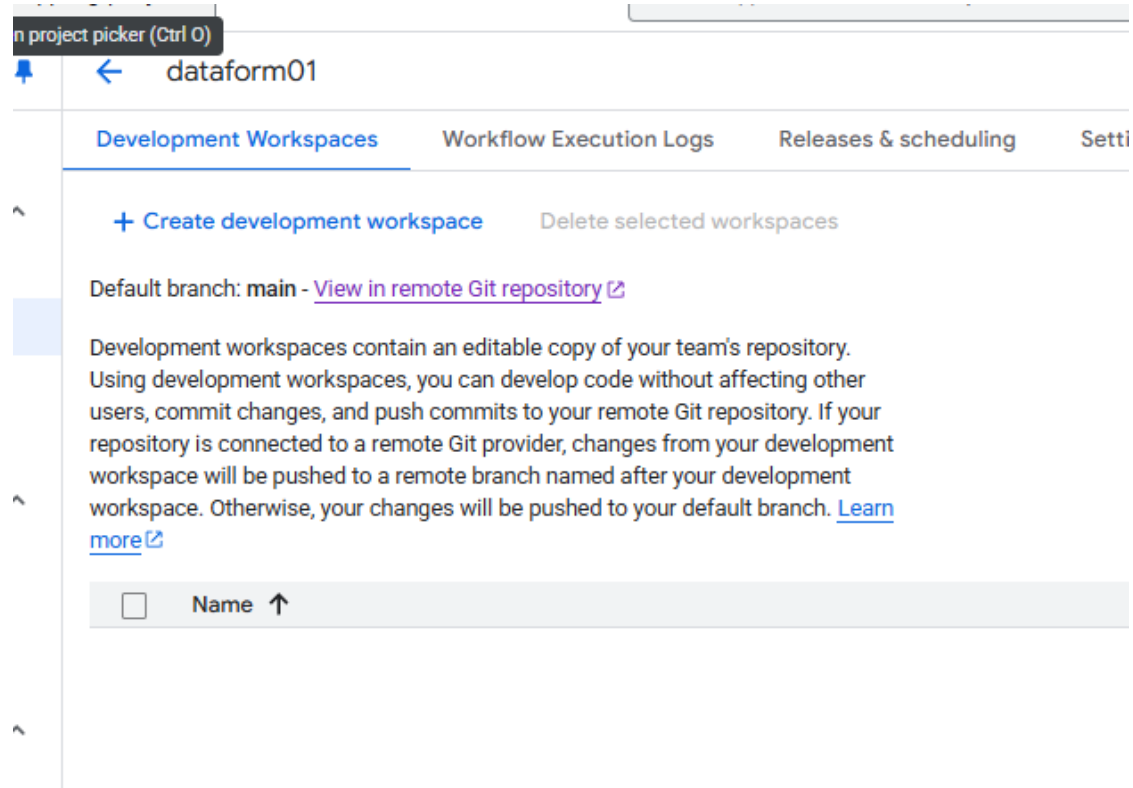 n project picker (Ctrl O)
dataform01
Development Workspaces Workflow Execution Logs Releases & scheduling Setti
+ Create development workspace Delete selected workspaces
Default branch: main - View in remote Git repository
Development workspaces contain an editable copy of your team's repository.
Using development workspaces, you can develop code without affecting other
users, commit changes, and push commits to your remote Git repository. If your
repository is connected to a remote Git provider, changes from your development
workspace will be pushed to a remote branch named after your development
workspace. Otherwise, your changes will be pushed to your default branch. Learn
more
Name